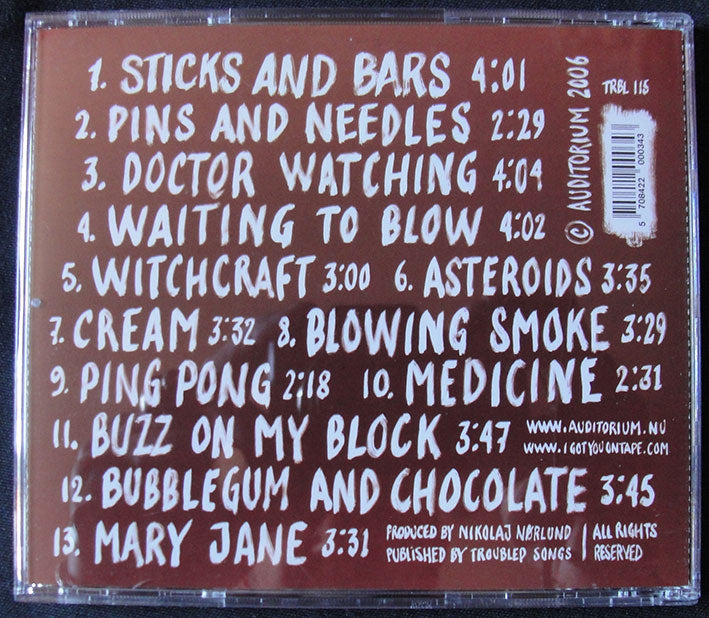 1. STICKS AND BARS 4:01
2. PINS AND NEEDLES 2:29
3. DOCTOR WATCHING 4:04
4. WAITING TO BLOW 4:02
5. WITCHCRAFT 3:00 6. ASTEROIDS 3:35
7. CREAM 3:32 8. BLOWING SMOKE 3:29
9. PING PONG 2:18 10. MEDICINE 2:31
11. BUZZ ON MY BLOCK 3:47
WWW.AUDITORIUM.NU
WWW.IGOTYOUONTAPE.COM
12. BUBBLEGUM AND CHOCOLATE 3:45
13. MARY JANE 3:31
PRODUCED BY NIKOLAJ NØRLUND
PUBLISHED BY TROUBLED SONGS
ALL RIGHTS
RESERVED
© AUDITORIUM 2006
TRBL 115
5 708422 000343